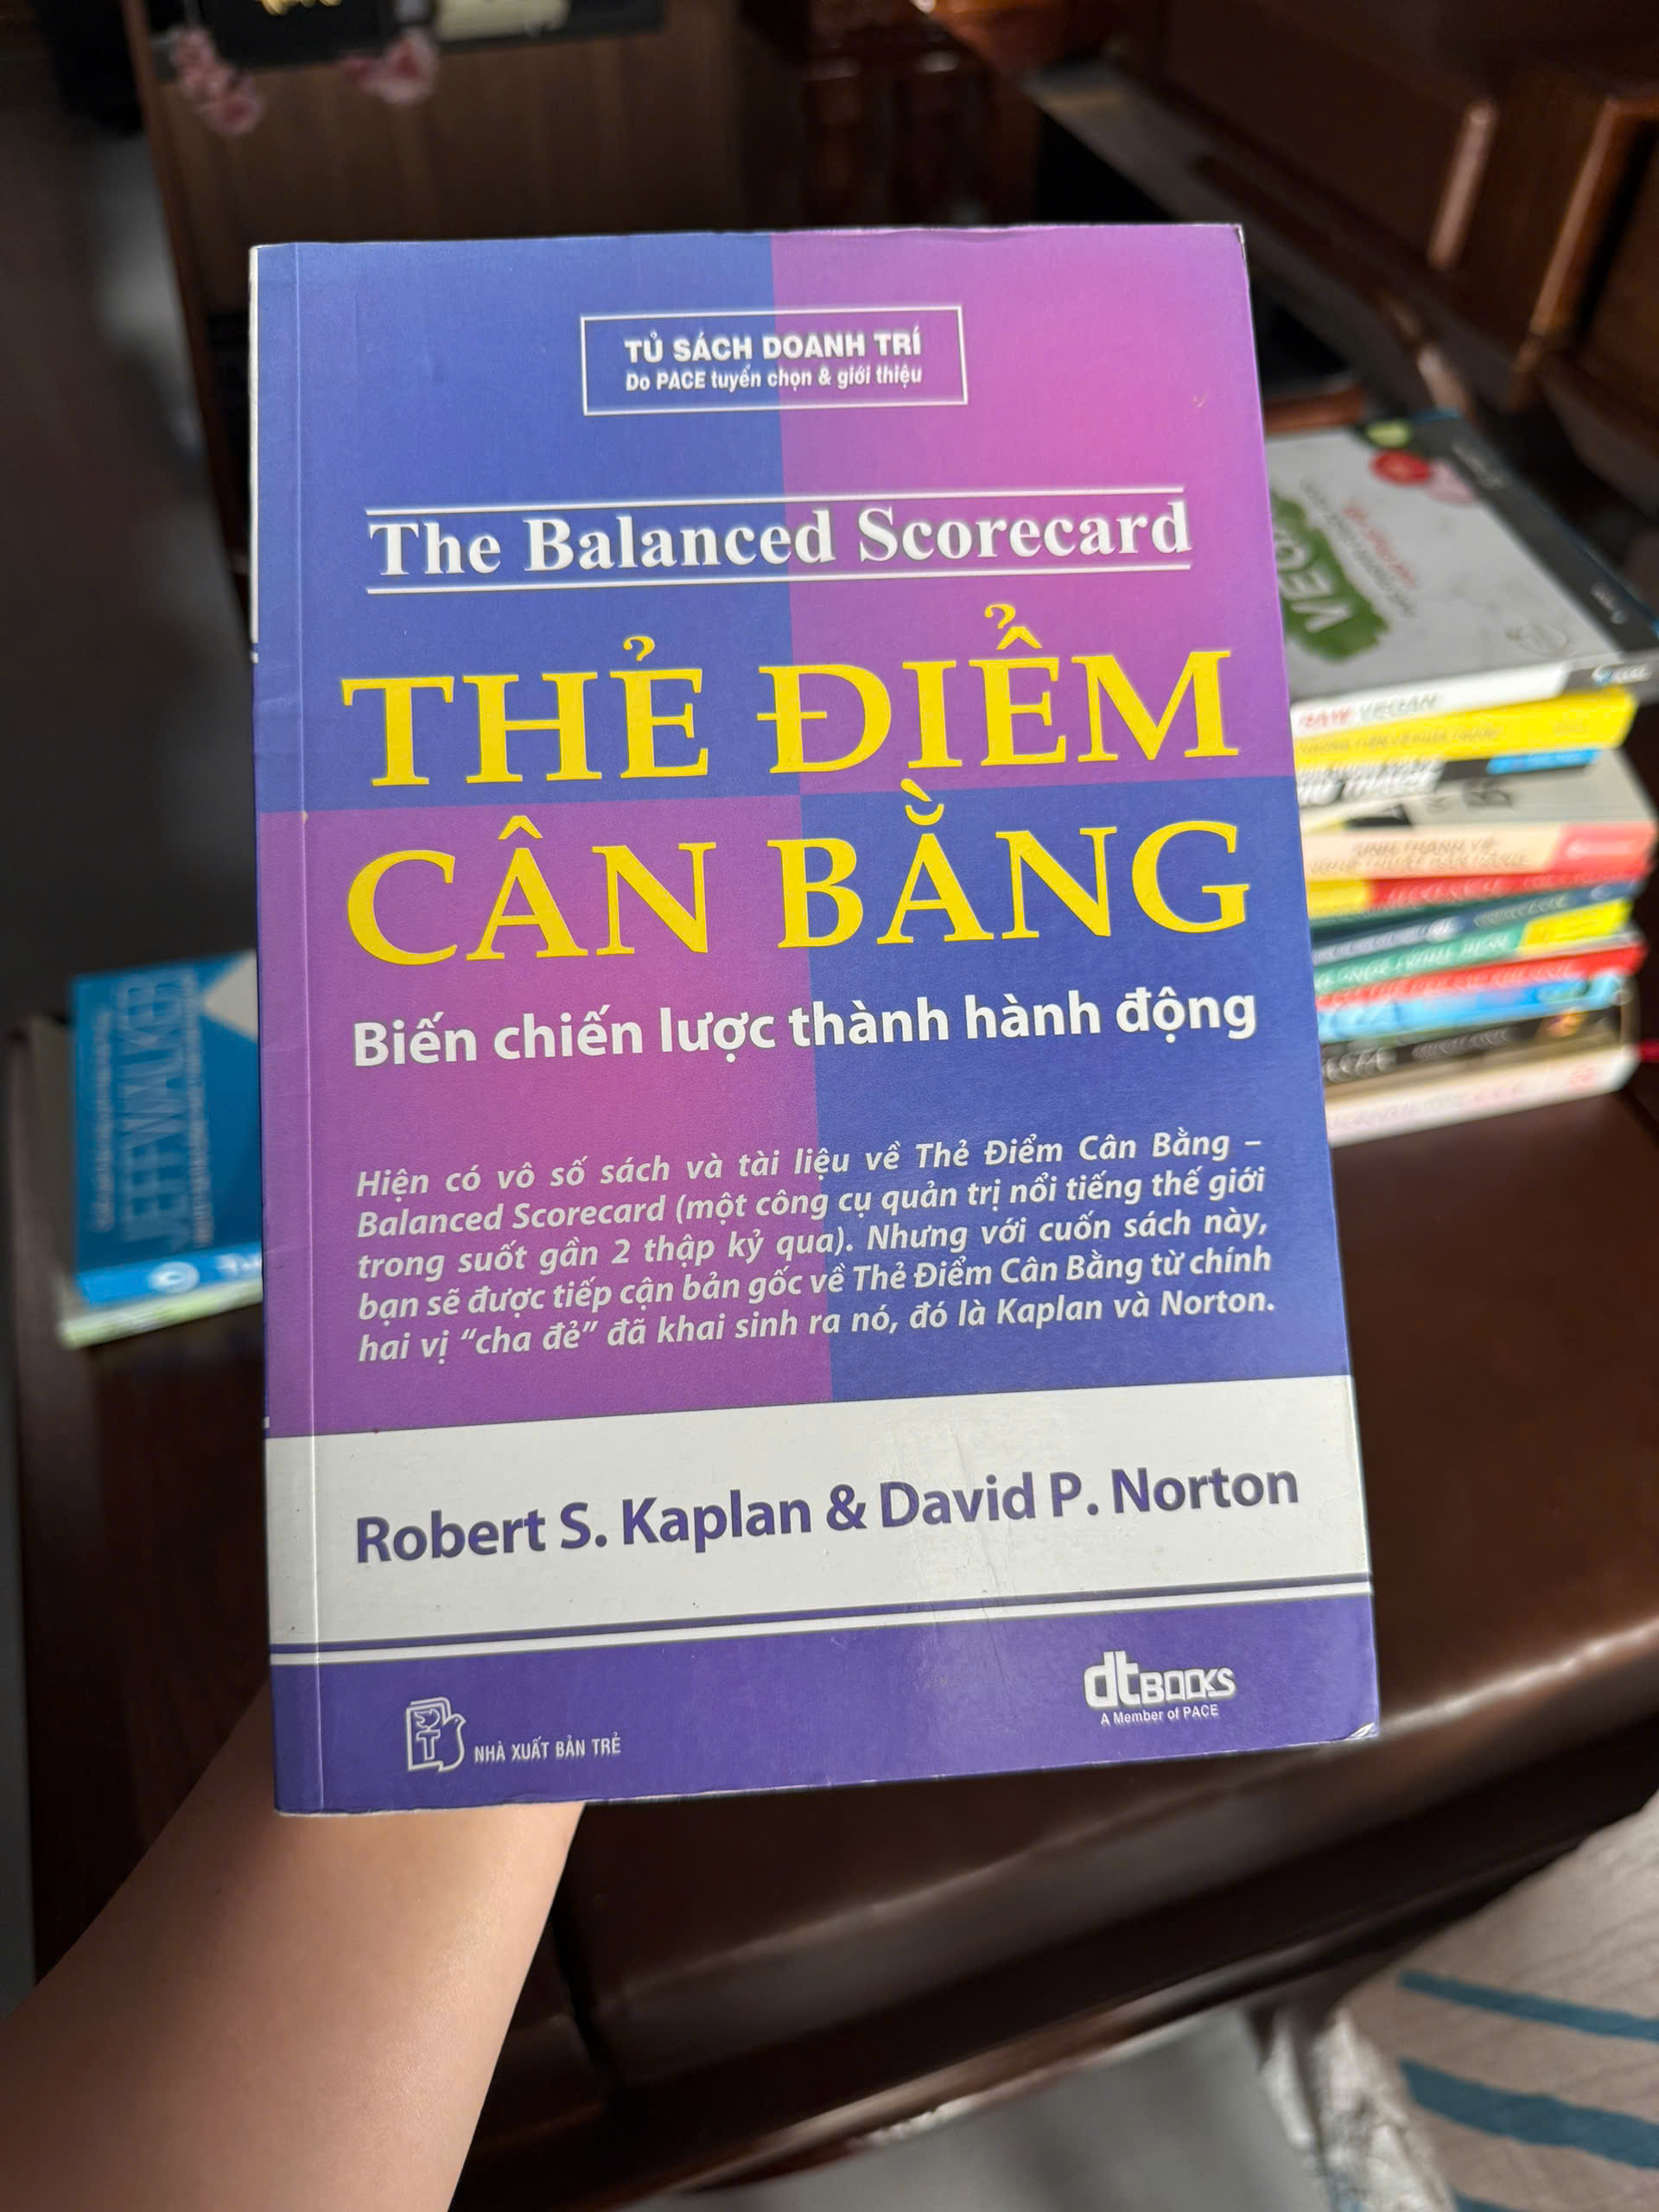 TỦ SÁCH DOANH TRÍ
Do PACE tuyển chọn & giới thiệu
The Balanced Scorecard
THẺ ĐIỂM
CÂN BẰNG
Biến chiến lược thành hành động
Hiện có vô số sách và tài liệu về Thẻ Điểm Cân Bằng –
Balanced Scorecard (một công cụ quản trị nổi tiếng thế giới
trong suốt gần 2 thập kỷ qua). Nhưng với cuốn sách này,
bạn sẽ được tiếp cận bản gốc về Thẻ Điểm Cân Bằng từ chính
hai vị “cha đẻ” đã khai sinh ra nó, đó là Kaplan và Norton.
Robert S. Kaplan & David P. Norton
NHÀ XUẤT BẢN TRẺ
dtBOOKS
A Member of PACE
JEFF WALKER